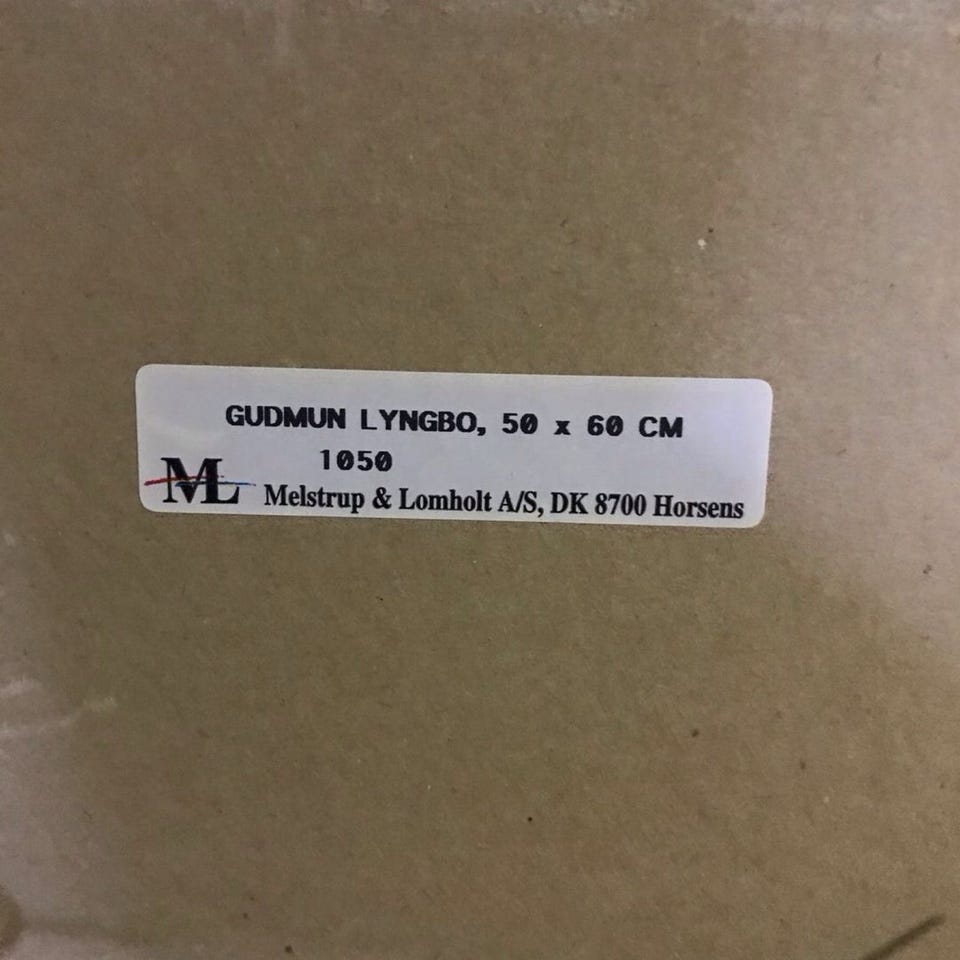 GUDMUN LYNGBO, 50 x 60 CM
1050
ML Melstrup & Lomholt A/S, DK 8700 Horsens